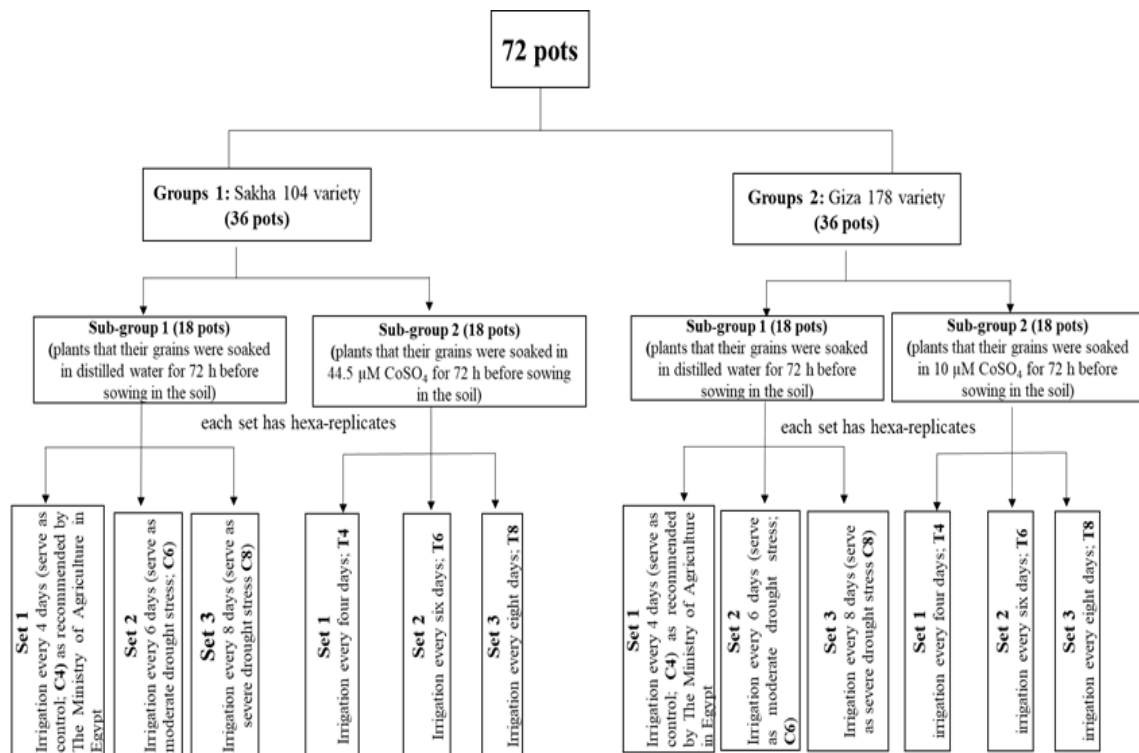 72 pots
Groups 1: Sakha 104 variety
(36 pots)
Groups 2: Giza 178 variety
(36 pots)
Sub-group 1 (18 pots)
(plants that their grains were soaked
in distilled water for 72 h before
sowing in the soil)
Sub-group 2 (18 pots)
(plants that their grains were soaked in
44.5 µM CoSO₄ for 72 h before sowing
in the soil)
Sub-group 1 (18 pots)
(plants that their grains were soaked
in distilled water for 72 h before
sowing in the soil)
Sub-group 2 (18 pots)
(plants that their grains were soaked
in 10 µM CoSO₄ for 72 h before
sowing in the soil)
each set has hexa-replicates
each set has hexa-replicates
Set 1
Irrigation every 4 days (serve as
control; C4) as recommended by
The Ministry of Agriculture in
Egypt
Set 2
Irrigation every 6 days (serve as
moderate drought stress; C6)
Set 3
Irrigation every 8 days (serve as
severe drought stress C8)
Set 1
Irrigation every four days; T4
Set 2
Irrigation every six days; T6
Set 3
Irrigation every eight days; T8
Set 1
Irrigation every 4 days (serve as
control; C4) as recommended
by The Ministry of Agriculture
in Egypt
Set 2
Irrigation every 6 days (serve
as moderate drought stress;
C6)
Set 3
Irrigation every 8 days (serve
as severe drought stress C8)
Set 1
irrigation every four days; T4
Set 2
Irrigation every six days; T6
Set 3
irrigation every eight days; T8